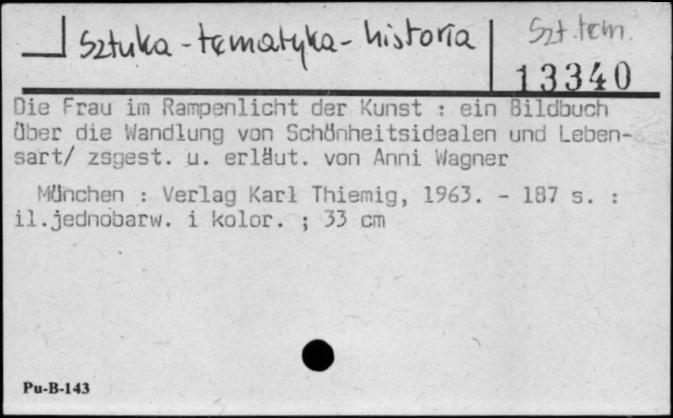 Sztuka - tematyka - historia
Szt. tem.
13340
Die Frau im Rampenlicht der Kunst : ein Bildbuch
über die Wandlung von Schönheitsidealen und Leben-
sart/ zsgest. u. erläut. von Anni Wagner
München : Verlag Karl Thiemig, 1963. - 187 s. :
il.jednobarw. i kolor. ; 33 cm
Pu-B-143